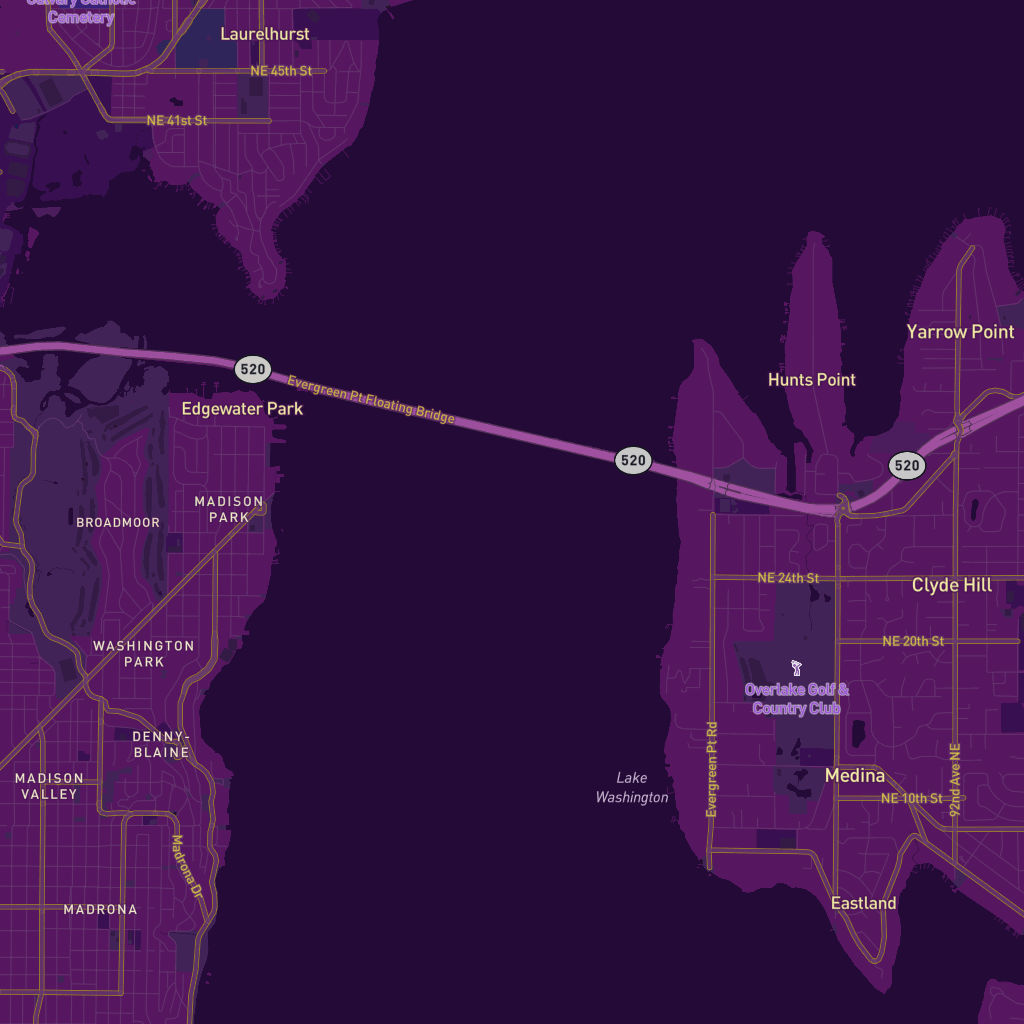 Calvary Catholic
Cemetery
Laurelhurst
NE 45th St
NE 41st St
Yarrow Point
520
Evergreen Pt Floating Bridge
Hunts Point
Edgewater Park
520
520
MADISON
PARK
BROADMOOR
NE 24th St
Clyde Hill
NE 20th St
WASHINGTON
PARK
Overlake Golf &
Country Club
DENNY-
BLAINE
Evergreen Pt Rd
92nd Ave NE
MADISON
VALLEY
Lake
Washington
Medina
NE 10th St
Madrona Dr
MADRONA
Eastland